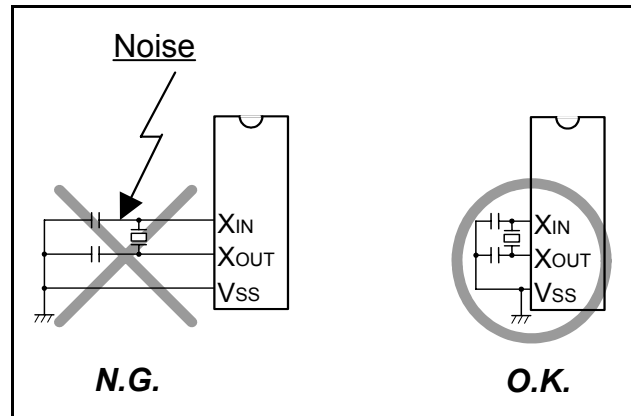 Noise
XIN
XOUT
VSS
N.G.
XIN
XOUT
VSS
O.K.